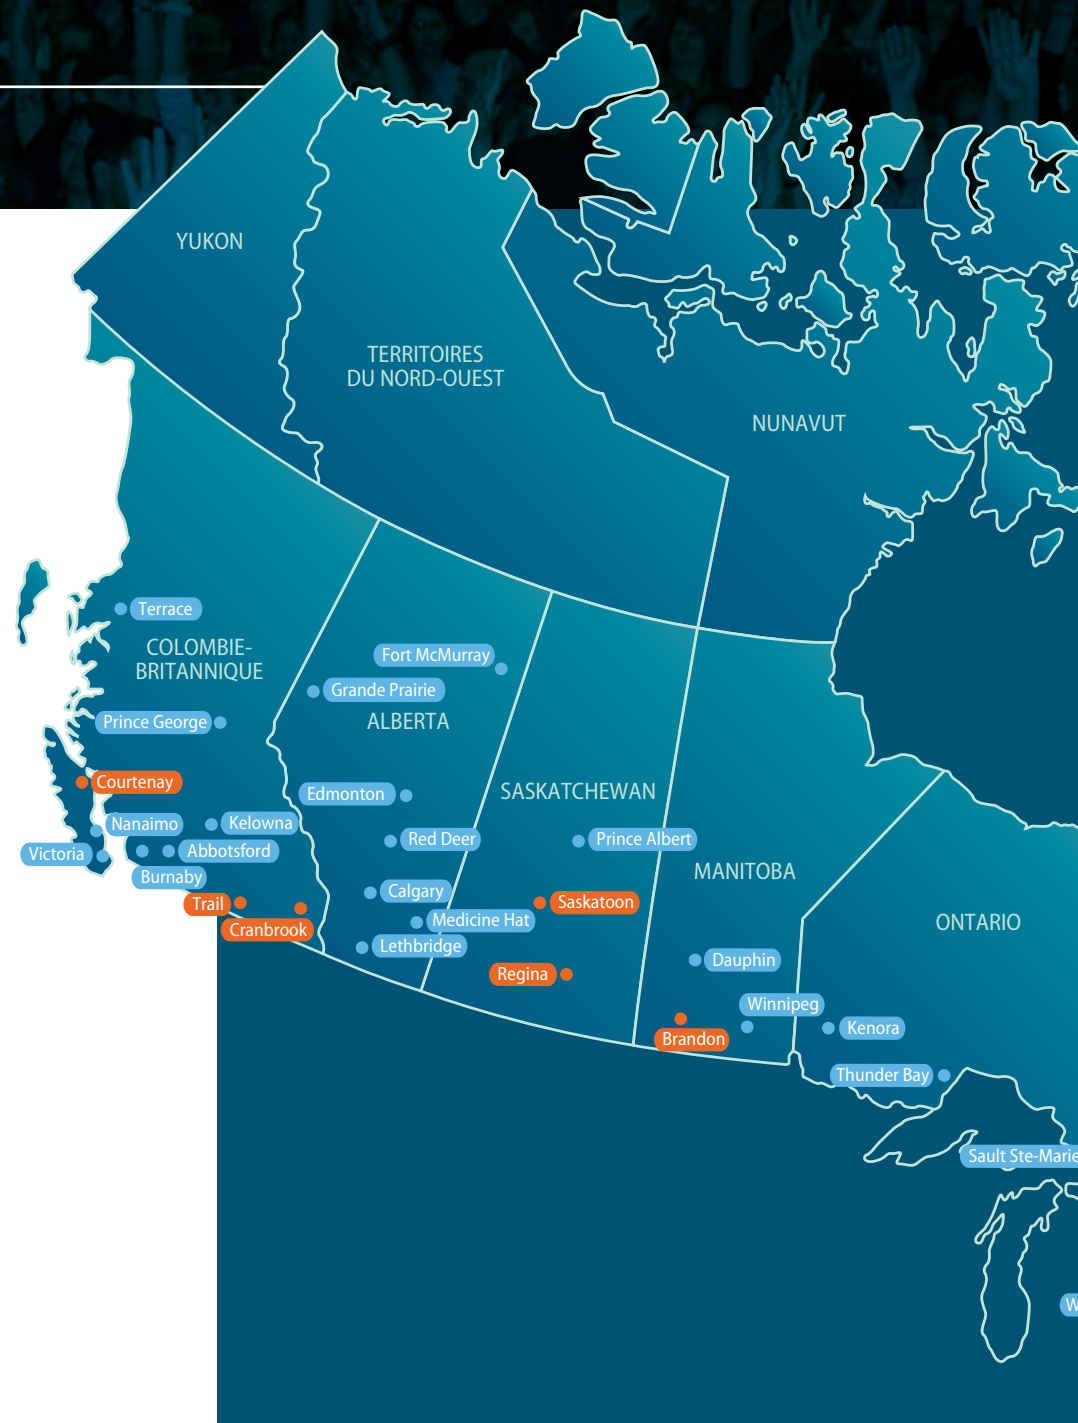 YUKON
TERRITOIRES
DU NORD-OUEST
NUNAVUT
Terrace
COLOMBIE-
BRITANNIQUE
Fort McMurray
Grande Prairie
ALBERTA
Prince George
Courtenay
SASKATCHEWAN
Edmonton
Nanaimo
Kelowna
Red Deer
Prince Albert
Victoria
Abbotsford
MANITOBA
Burnaby
Calgary
Trail
Saskatoon
Cranbrook
Medicine Hat
ONTARIO
Lethbridge
Dauphin
Regina
Winnipeg
Brandon
Kenora
Thunder Bay
Sault Ste-Marie
W